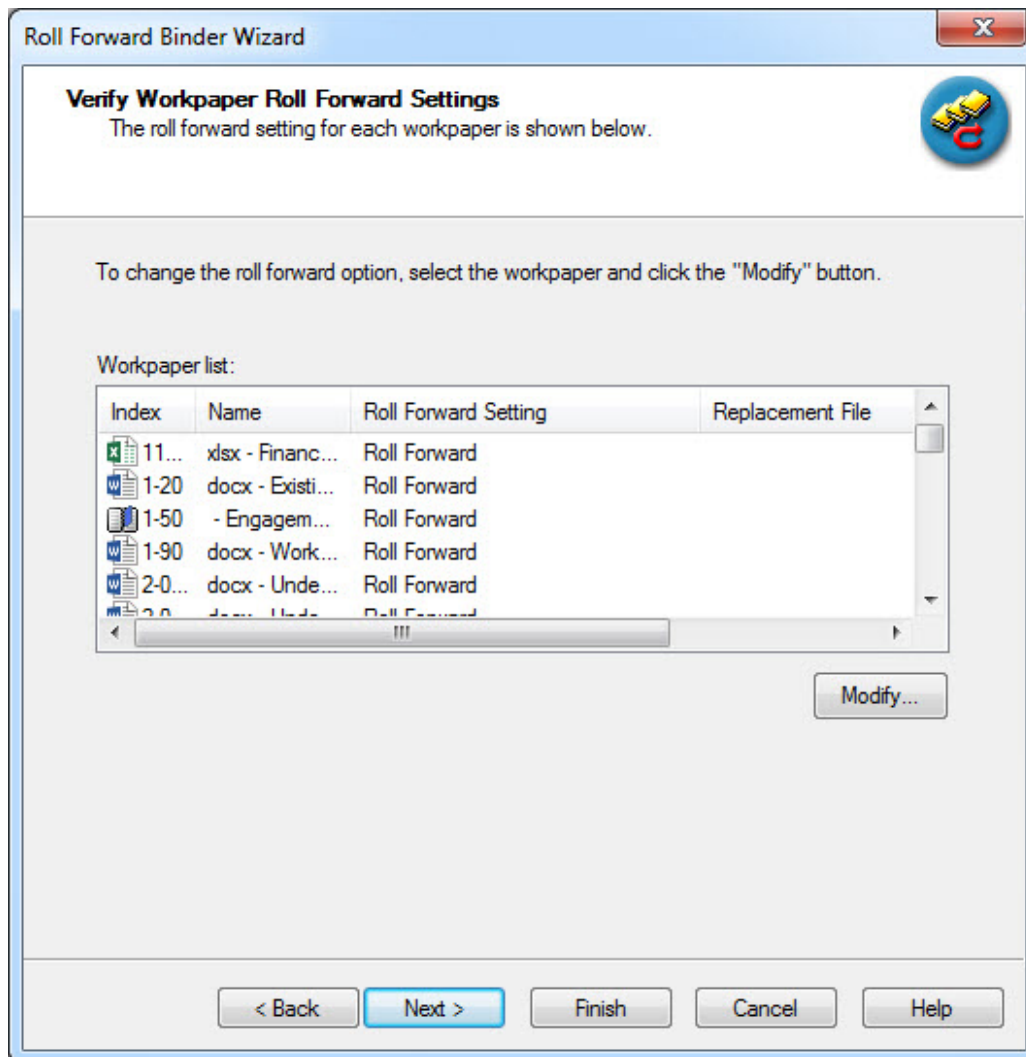 Roll Forward Binder Wizard
Verify Workpaper Roll Forward Settings
The roll forward setting for each workpaper is shown below.
To change the roll forward option, select the workpaper and click the "Modify" button.
Workpaper list:
Index Name Roll Forward Setting Replacement File
11... xlsx - Financ... Roll Forward
1-20 docx - Existi... Roll Forward
1-50 - Engagem... Roll Forward
1-90 docx - Work... Roll Forward
2-0... docx - Unde... Roll Forward
Modify...
< Back Next > Finish Cancel Help